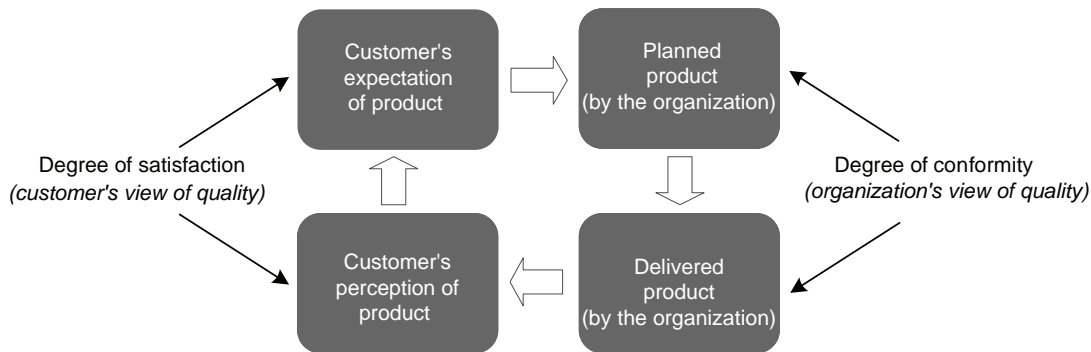 Customer's
expectation
of product
Planned
product
(by the organization)
Degree of satisfaction
(customer's view of quality)
Degree of conformity
(organization's view of quality)
Customer's
perception of
product
Delivered
product
(by the organization)